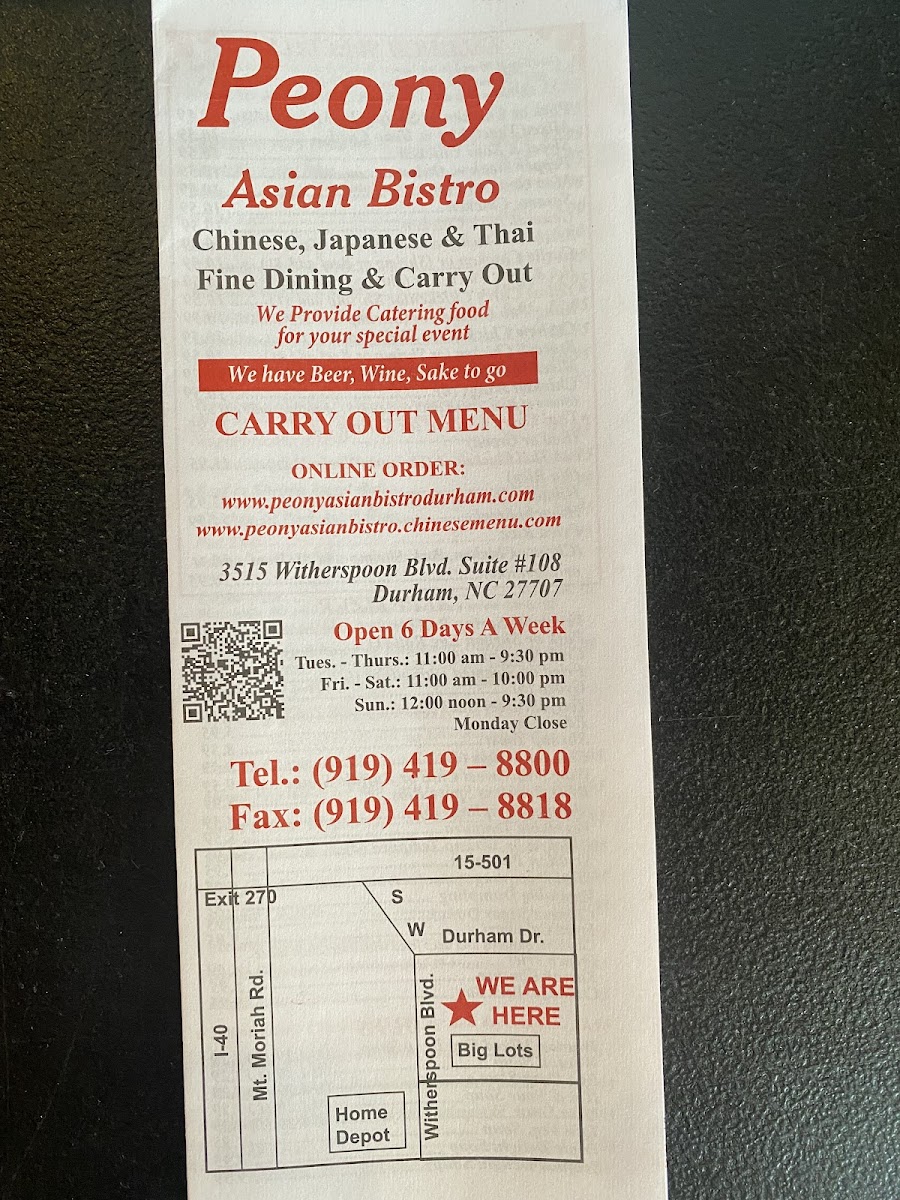 Peony
Asian Bistro
Chinese, Japanese & Thai
Fine Dining & Carry Out
We Provide Catering food
for your special event
We have Beer, Wine, Sake to go
CARRY OUT MENU
ONLINE ORDER:
www.peonyasianbistrodurham.com
www.peonyasianbistro.chinesemenu.com
3515 Witherspoon Blvd. Suite #108
Durham, NC 27707
Open 6 Days A Week
Tues. - Thurs.: 11:00 am - 9:30 pm
Fri. - Sat.: 11:00 am - 10:00 pm
Sun.: 12:00 noon - 9:30 pm
Monday Close
Tel.: (919) 419 – 8800
Fax: (919) 419 – 8818
15-501
Exit 270
S
W
Durham Dr.
I-40
Mt. Moriah Rd.
Witherspoon Blvd.
WE ARE
HERE
Big Lots
Home
Depot